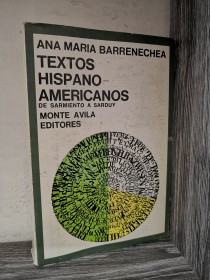 ANA MARIA BARRENECHEA
TEXTOS
HISPANO-
AMERICANOS
DE SARMIENTO A SARDUY
MONTE AVILA
EDITORES